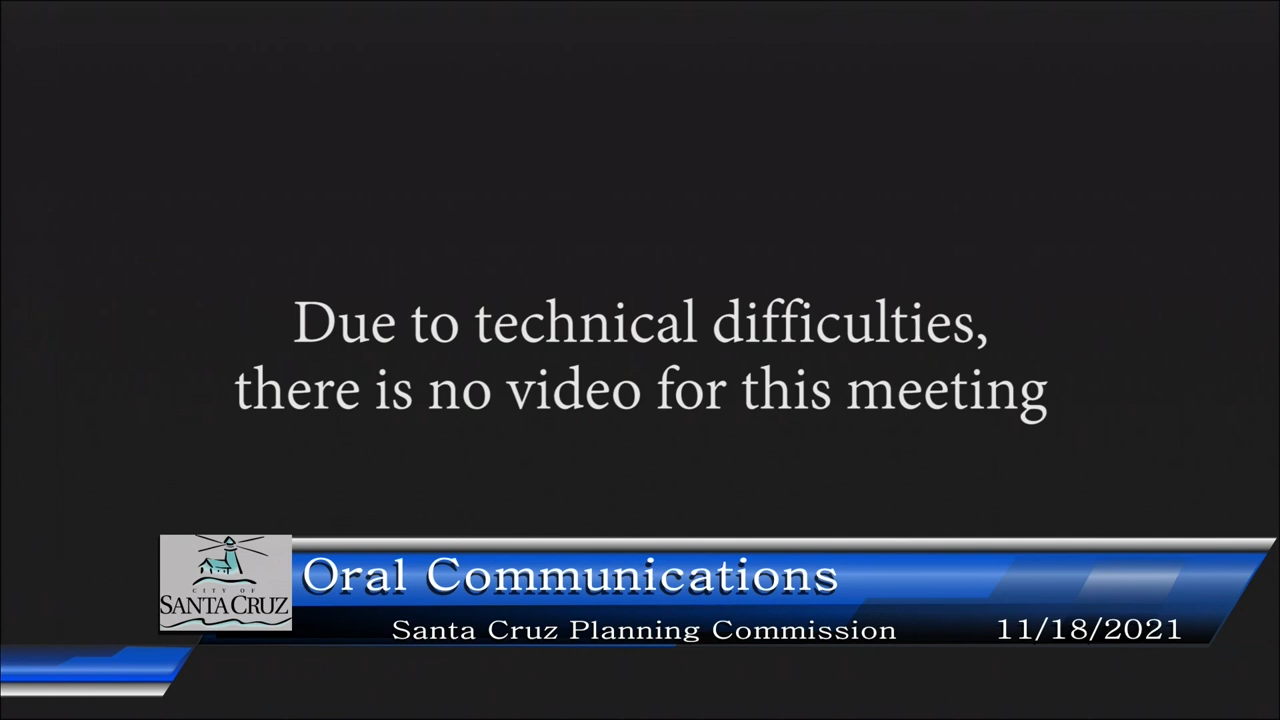 Due to technical difficulties,
there is no video for this meeting
CITY OF
SANTA CRUZ
Oral Communications
Santa Cruz Planning Commission
11/18/2021